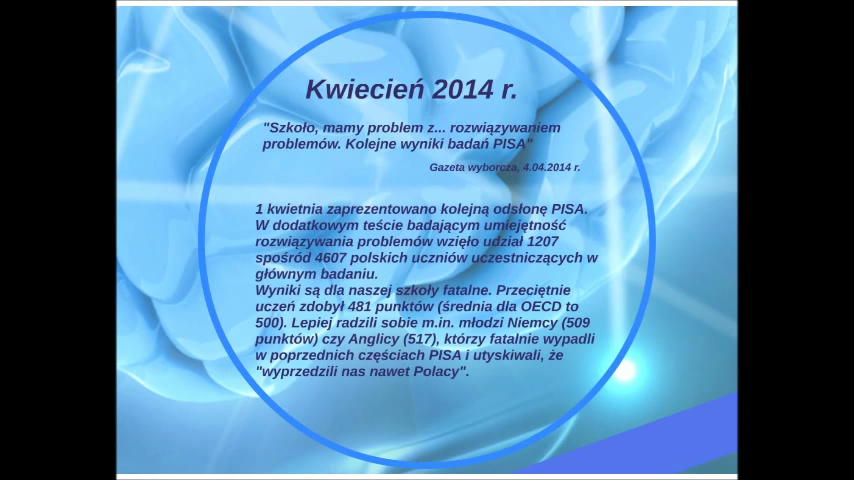 Kwiecień 2014 r.
"Szkoło, mamy problem z... rozwiązywaniem
problemów. Kolejne wyniki badań PISA"
Gazeta wyborcza, 4.04.2014 r.
1 kwietnia zaprezentowano kolejną odsłonę PISA.
W dodatkowym teście badającym umiejętność
rozwiązywania problemów wzięło udział 1207
spośród 4607 polskich uczniów uczestniczących w
głównym badaniu.
Wyniki są dla naszej szkoły fatalne. Przeciętnie
uczeń zdobył 481 punktów (średnia dla OECD to
500). Lepiej radzili sobie m.in. młodzi Niemcy (509
punktów) czy Anglicy (517), którzy fatalnie wypadli
w poprzednich częściach PISA i utyskiwali, że
"wyprzedzili nas nawet Polacy".